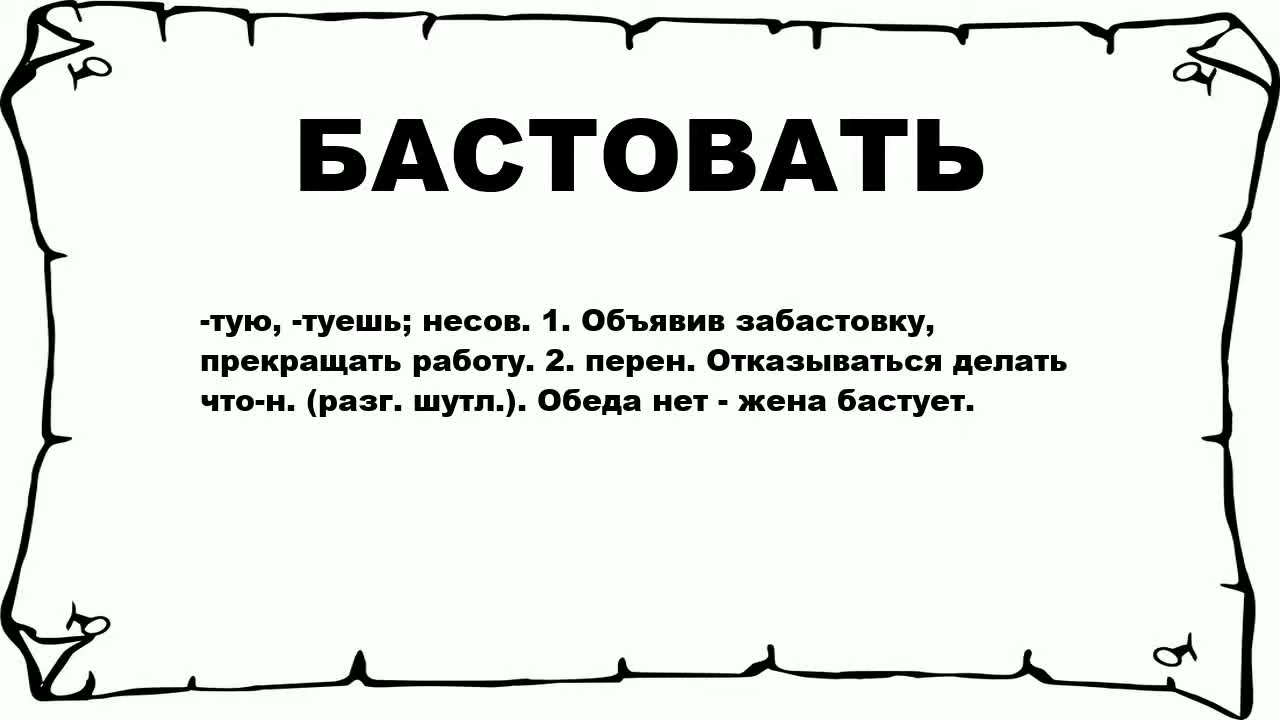 БАСТОВАТЬ
-тую, -туешь; несов. 1. Объявив забастовку,
прекращать работу. 2. перен. Отказываться делать
что-н. (разг. шутл.). Обеда нет - жена бастует.